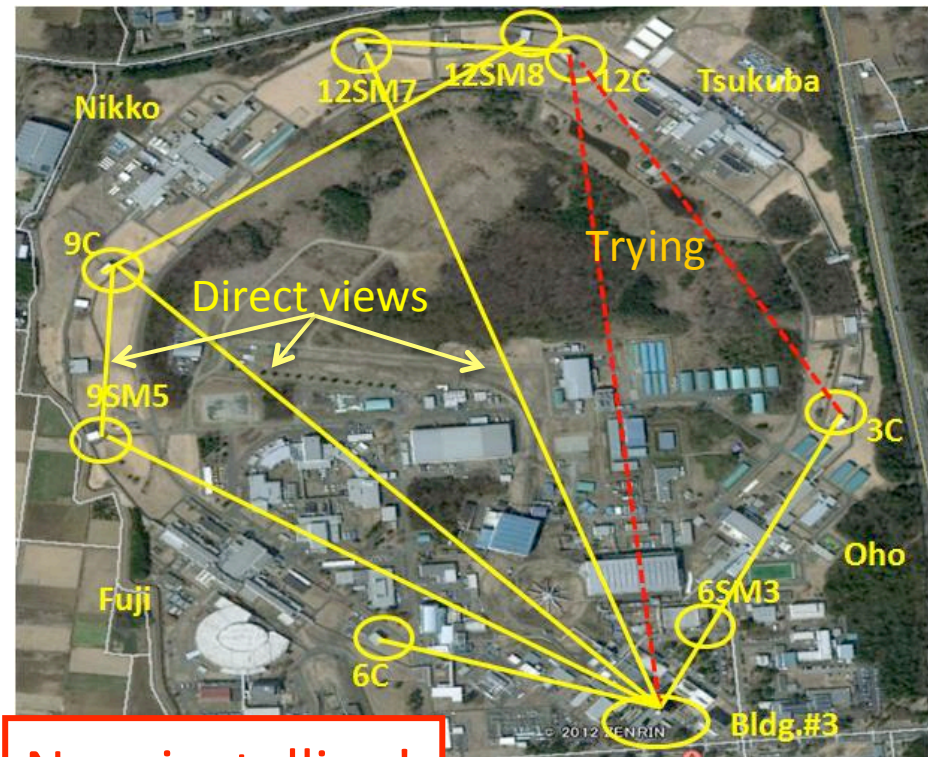 12SM7
12SM8
12C
Tsukuba
Nikko
9C
Trying
Direct views
9SM5
3C
Oho
Fuji
6SM3
6C
Bldg.#3
© 2012 ZENRIN